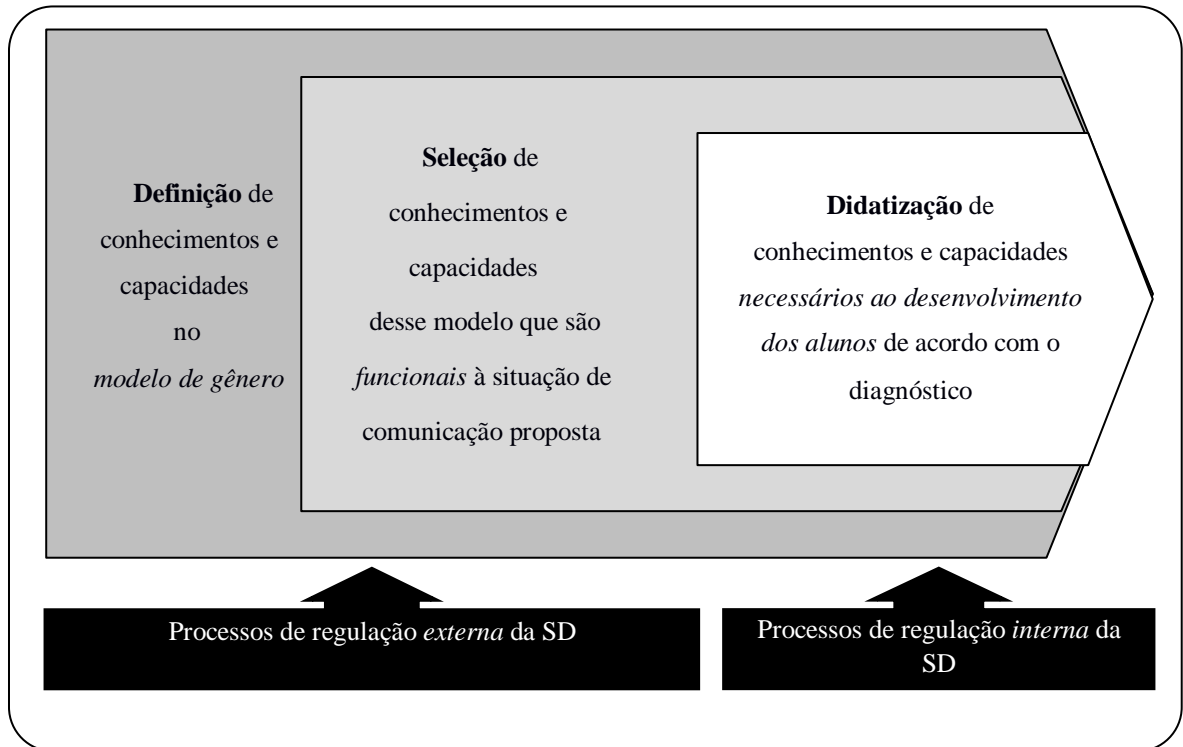 Definição de
conhecimentos e
capacidades
no
modelo de gênero
Seleção de
conhecimentos e
capacidades
desse modelo que são
funcionais à situação de
comunicação proposta
Didatização de
conhecimentos e capacidades
necessários ao desenvolvimento
dos alunos de acordo com o
diagnóstico
Processos de regulação externa da SD
Processos de regulação interna da
SD